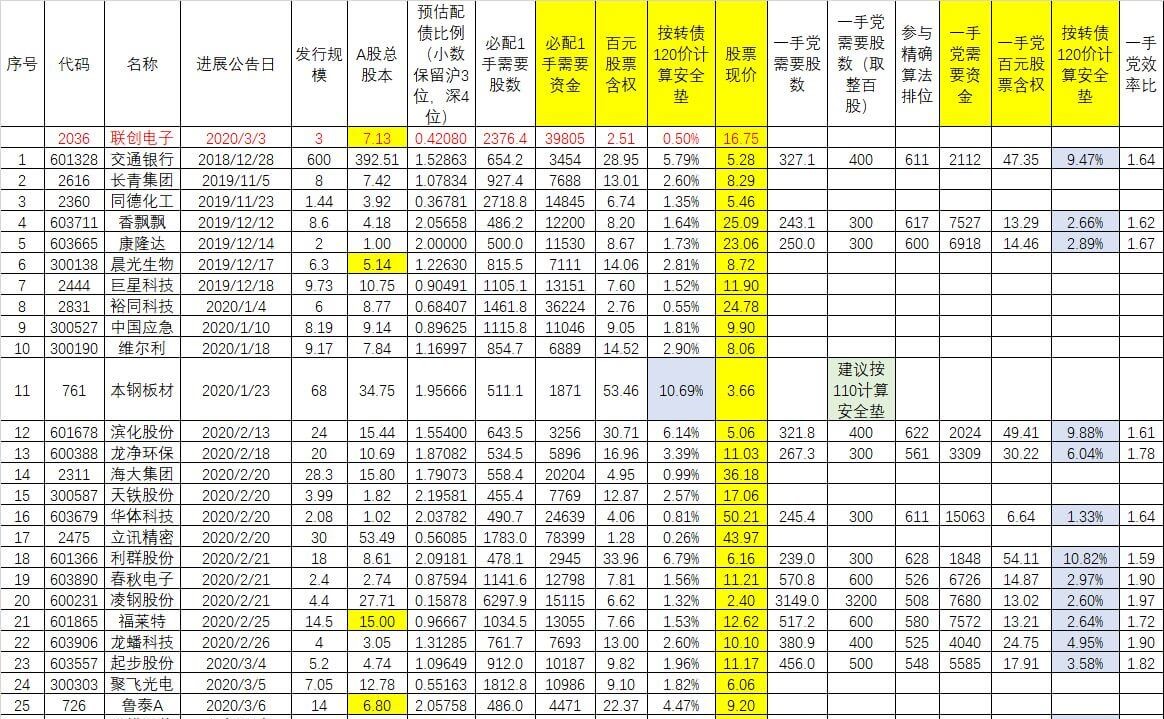 序号 代码 名称 进展公告日 发行规模 A股总股本 预估配债比例（小数保留沪3位，深4位） 必配1手需要股数 必配1手需要资金 百元股票含权 按转债120价计算安全垫 股票现价 一手党需要股数 一手党需要股数（取整百股） 参与精确算法排位 一手党需要资金 一手党百元股票含权 按转债120价计算安全垫 一手党效率比
2036 联创电子 2020/3/3 3 7.13 0.42080 2376.4 39805 2.51 0.50% 16.75
1 601328 交通银行 2018/12/28 600 392.51 1.52863 654.2 3454 28.95 5.79% 5.28 327.1 400 611 2112 47.35 9.47% 1.64
2 2616 长青集团 2019/11/5 8 7.42 1.07834 927.4 7688 13.01 2.60% 8.29
3 2360 同德化工 2019/11/23 1.44 3.92 0.36781 2718.8 14845 6.74 1.35% 5.46
4 603711 香飘飘 2019/12/12 8.6 4.18 2.05658 486.2 12200 8.20 1.64% 25.09 243.1 300 617 7527 13.29 2.66% 1.62
5 603665 康隆达 2019/12/14 2 1.00 2.00000 500.0 11530 8.67 1.73% 23.06 250.0 300 600 6918 14.46 2.89% 1.67
6 300138 晨光生物 2019/12/17 6.3 5.14 1.22630 815.5 7111 14.06 2.81% 8.72
7 2444 巨星科技 2019/12/18 9.73 10.75 0.90491 1105.1 13151 7.60 1.52% 11.90
8 2831 裕同科技 2020/1/4 6 8.77 0.68407 1461.8 36224 2.76 0.55% 24.78
9 300527 中国应急 2020/1/10 8.19 9.14 0.89625 1115.8 11046 9.05 1.81% 9.90
10 300190 维尔利 2020/1/18 9.17 7.84 1.16997 854.7 6889 14.52 2.90% 8.06
11 761 本钢板材 2020/1/23 68 34.75 1.95666 511.1 1871 53.46 10.69% 3.66 建议按110计算安全垫
12 601678 滨化股份 2020/2/13 24 15.44 1.55400 643.5 3256 30.71 6.14% 5.06 321.8 400 622 2024 49.41 9.88% 1.61
13 600388 龙净环保 2020/2/18 20 10.69 1.87082 534.5 5896 16.96 3.39% 11.03 267.3 300 561 3309 30.22 6.04% 1.78
14 2311 海大集团 2020/2/20 28.3 15.80 1.79073 558.4 20204 4.95 0.99% 36.18
15 300587 天铁股份 2020/2/20 3.99 1.82 2.19581 455.4 7769 12.87 2.57% 17.06
16 603679 华体科技 2020/2/20 2.08 1.02 2.03782 490.7 24639 4.06 0.81% 50.21 245.4 300 611 15063 6.64 1.33% 1.64
17 2475 立讯精密 2020/2/20 30 53.49 0.56085 1783.0 78399 1.28 0.26% 43.97
18 601366 利群股份 2020/2/21 18 8.61 2.09181 478.1 2945 33.96 6.79% 6.16 239.0 300 628 1848 54.11 10.82% 1.59
19 603890 春秋电子 2020/2/21 2.4 2.74 0.87594 1141.6 12798 7.81 1.56% 11.21 570.8 600 526 6726 14.87 2.97% 1.90
20 600231 凌钢股份 2020/2/21 4.4 27.71 0.15878 6297.9 15115 6.62 1.32% 2.40 3149.0 3200 508 7680 13.02 2.60% 1.97
21 601865 福莱特 2020/2/25 14.5 15.00 0.96667 1034.5 13055 7.66 1.53% 12.62 517.2 600 580 7572 13.21 2.64% 1.72
22 603906 龙蟠科技 2020/2/26 4 3.05 1.31285 761.7 7693 13.00 2.60% 10.10 380.9 400 525 4040 24.75 4.95% 1.90
23 603557 起步股份 2020/3/4 5.2 4.74 1.09649 912.0 10187 9.82 1.96% 11.17 456.0 500 548 5585 17.91 3.58% 1.82
24 300303 聚飞光电 2020/3/5 7.05 12.78 0.55163 1812.8 10986 9.10 1.82% 6.06
25 726 鲁泰A 2020/3/6 14 6.80 2.05758 486.0 4471 22.37 4.47% 9.20